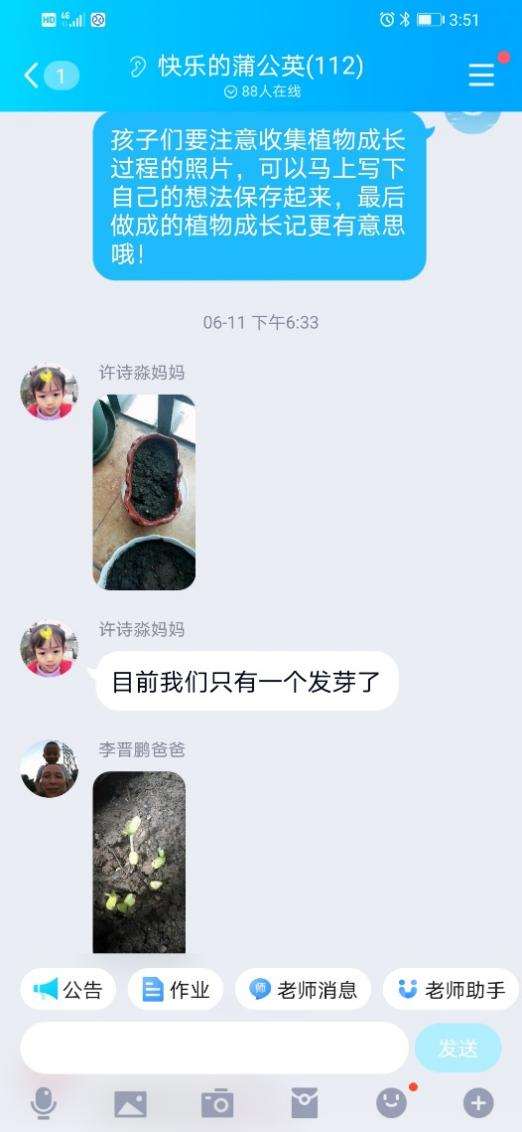 HD 4G 3:51
1 快乐的蒲公英(112)
88人在线
孩子们要注意收集植物成长
过程的照片，可以马上写下
自己的想法保存起来，最后
做成的植物成长记更有意思
哦！
06-11 下午6:33
许诗淼妈妈
许诗淼妈妈
目前我们只有一个发芽了
李晋鹏爸爸
公告 作业 师 老师消息 老师助手
发送